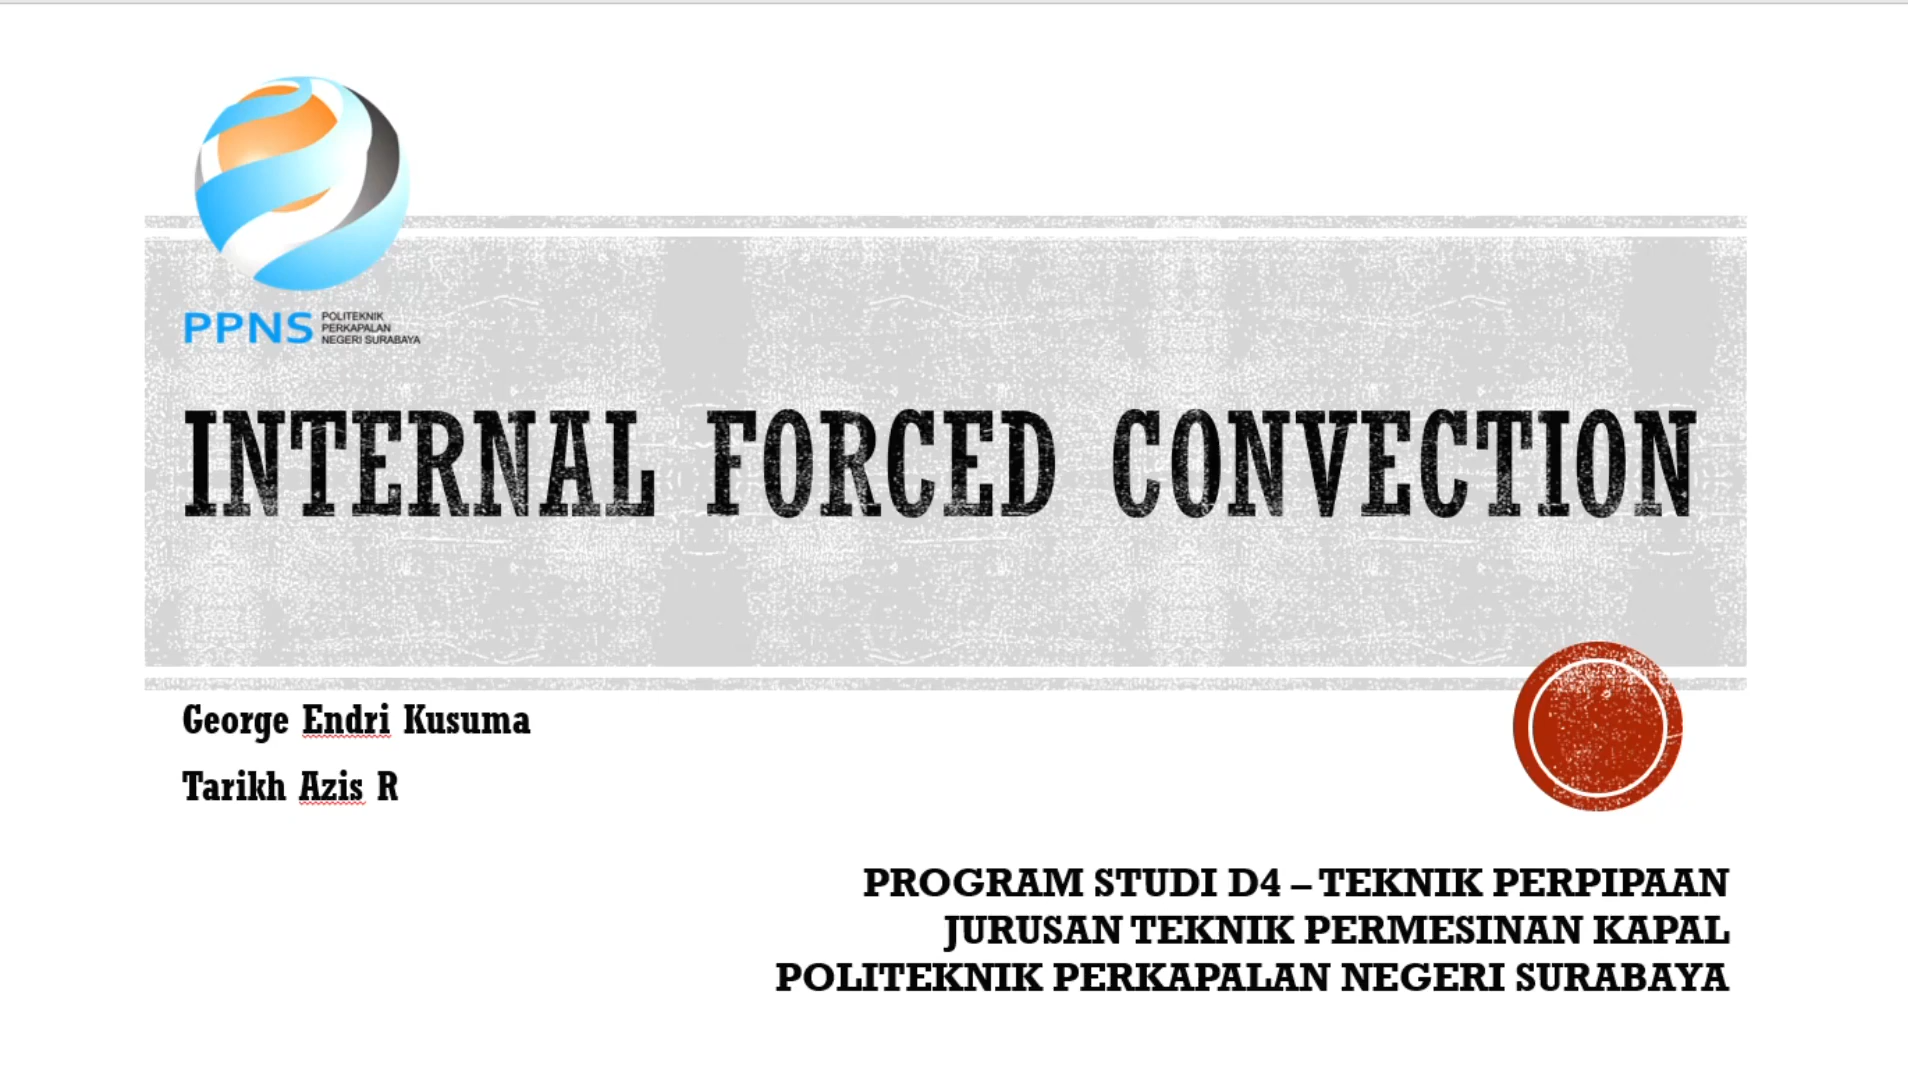 PPNS
POLITEKNIK
PERKAPALAN
NEGERI SURABAYA
INTERNAL FORCED CONVECTION
George Endri Kusuma
Tarikh Azis R
PROGRAM STUDI D4 – TEKNIK PERPIPAAN
JURUSAN TEKNIK PERMESINAN KAPAL
POLITEKNIK PERKAPALAN NEGERI SURABAYA